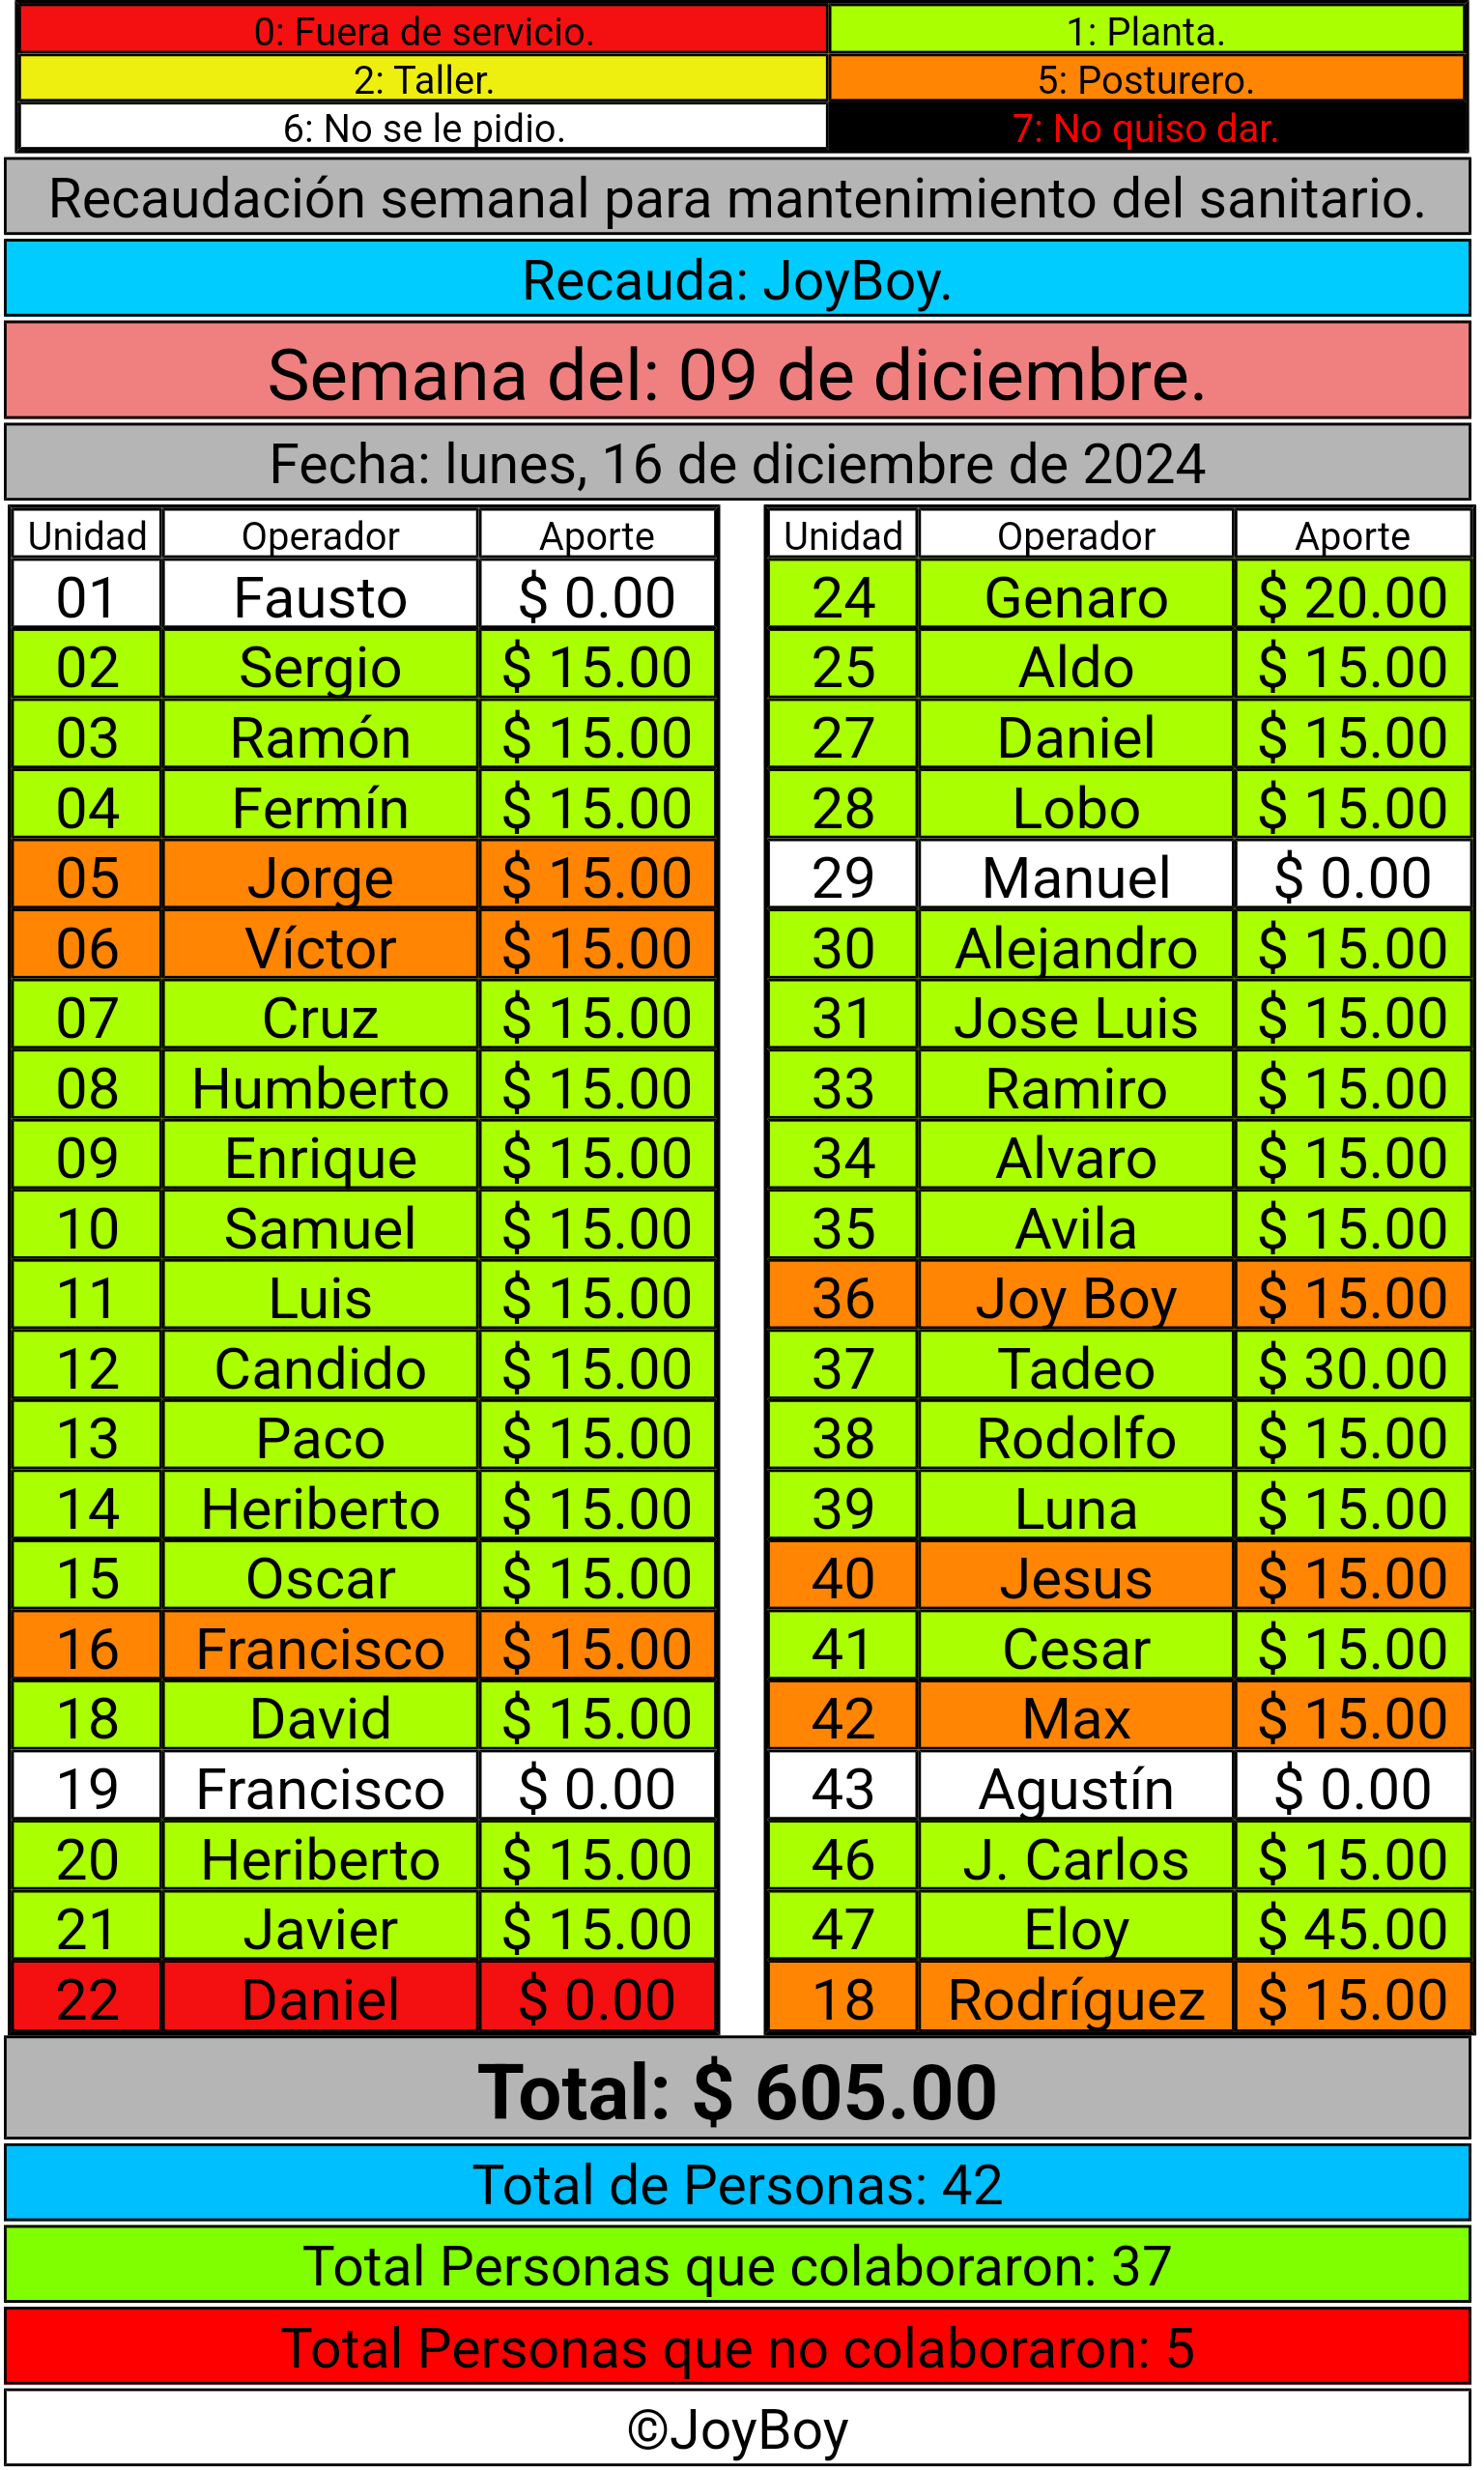 0: Fuera de servicio. 1: Planta.
2: Taller. 5: Posturero.
6: No se le pidio. 7: No quiso dar.
Recaudación semanal para mantenimiento del sanitario.
Recauda: JoyBoy.
Semana del: 09 de diciembre.
Fecha: lunes, 16 de diciembre de 2024
Unidad Operador Aporte
01 Fausto $ 0.00
02 Sergio $ 15.00
03 Ramón $ 15.00
04 Fermín $ 15.00
05 Jorge $ 15.00
06 Víctor $ 15.00
07 Cruz $ 15.00
08 Humberto $ 15.00
09 Enrique $ 15.00
10 Samuel $ 15.00
11 Luis $ 15.00
12 Candido $ 15.00
13 Paco $ 15.00
14 Heriberto $ 15.00
15 Oscar $ 15.00
16 Francisco $ 15.00
18 David $ 15.00
19 Francisco $ 0.00
20 Heriberto $ 15.00
21 Javier $ 15.00
22 Daniel $ 0.00
Unidad Operador Aporte
24 Genaro $ 20.00
25 Aldo $ 15.00
27 Daniel $ 15.00
28 Lobo $ 15.00
29 Manuel $ 0.00
30 Alejandro $ 15.00
31 Jose Luis $ 15.00
33 Ramiro $ 15.00
34 Alvaro $ 15.00
35 Avila $ 15.00
36 Joy Boy $ 15.00
37 Tadeo $ 30.00
38 Rodolfo $ 15.00
39 Luna $ 15.00
40 Jesus $ 15.00
41 Cesar $ 15.00
42 Max $ 15.00
43 Agustín $ 0.00
46 J. Carlos $ 15.00
47 Eloy $ 45.00
18 Rodríguez $ 15.00
Total: $ 605.00
Total de Personas: 42
Total Personas que colaboraron: 37
Total Personas que no colaboraron: 5
©JoyBoy